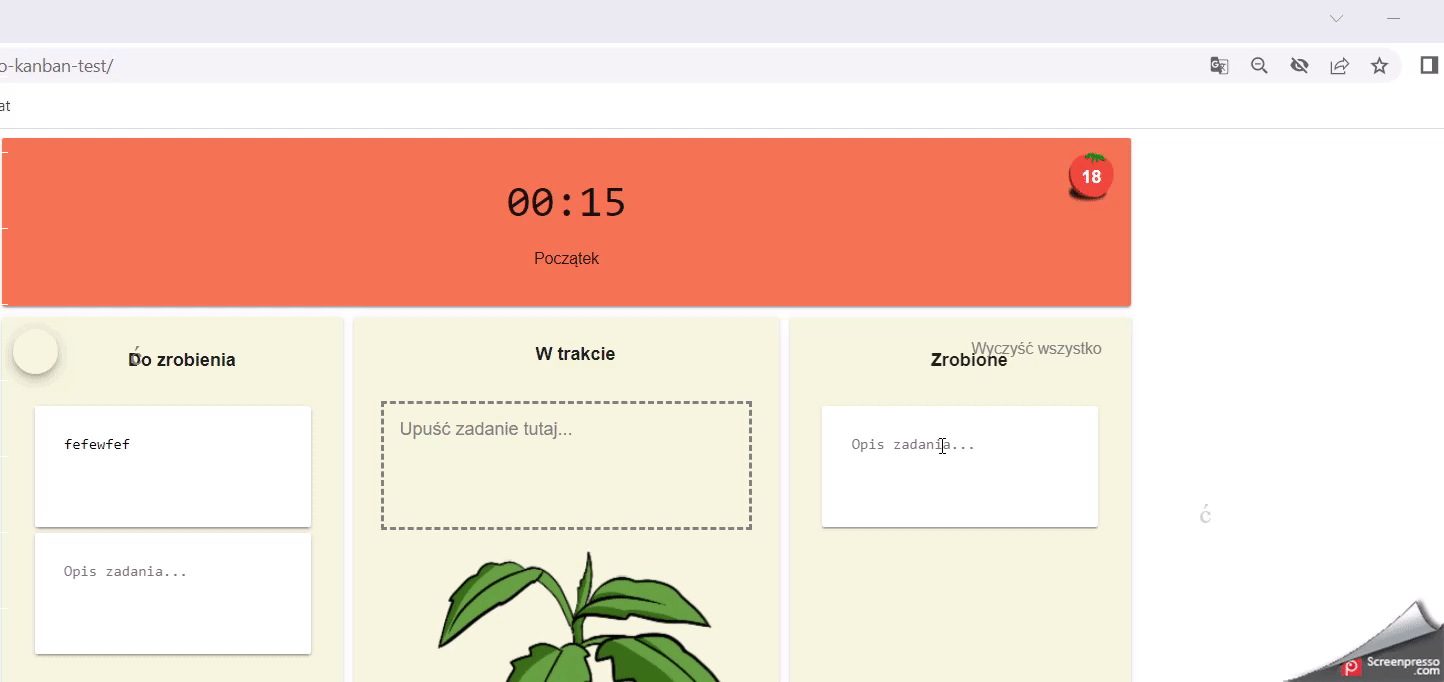 o-kanban-test/
at
18
00:15
Początek
ć
Do zrobienia
W trakcie
Wyczyść wszystko
Zrobione
fefewfef
Upuść zadanie tutaj...
Opis zadania...
Opis zadania...
ć
Screenpresso
.com